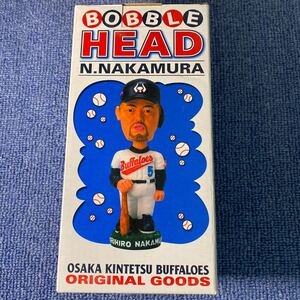 BOBBLE
HEAD
N.NAKAMURA
Buffaloes
5
OSAKA KINTETSU BUFFALOES
ORIGINAL GOODS